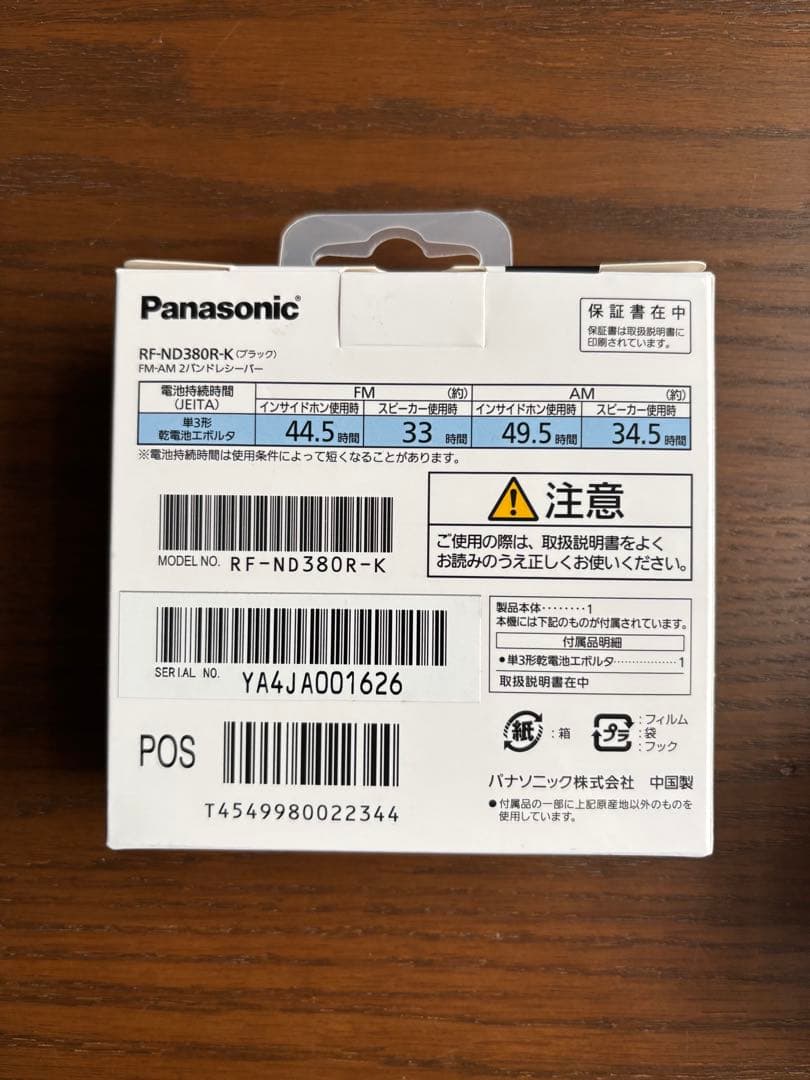 Panasonic®
保証書在中
保証書は取扱説明書に
印刷されています。
RF-ND380R-K(ブラック)
FM-AM 2バンドレシーバー
電池持続時間 FM (約) AM (約)
(JEITA) インサイドホン使用時 スピーカー使用時 インサイドホン使用時 スピーカー使用時
単3形
乾電池エボルタ 44.5時間 33時間 49.5時間 34.5時間
※電池持続時間は使用条件によって短くなることがあります。
注意
ご使用の際は、取扱説明書をよく
お読みのうえ正しくお使いください。
MODEL NO. RF-ND380R-K
SERIAL NO. YA4JA001626
製品本体········1
本機には下記のものが付属されています。
付属品明細
●単3形乾電池エボルタ················1
取扱説明書在中
紙:箱
プラ:フィルム
:袋
:フック
POS
T4549980022344
パナソニック株式会社 中国製
●付属品の一部に上記原産地以外のものを
使用しています。